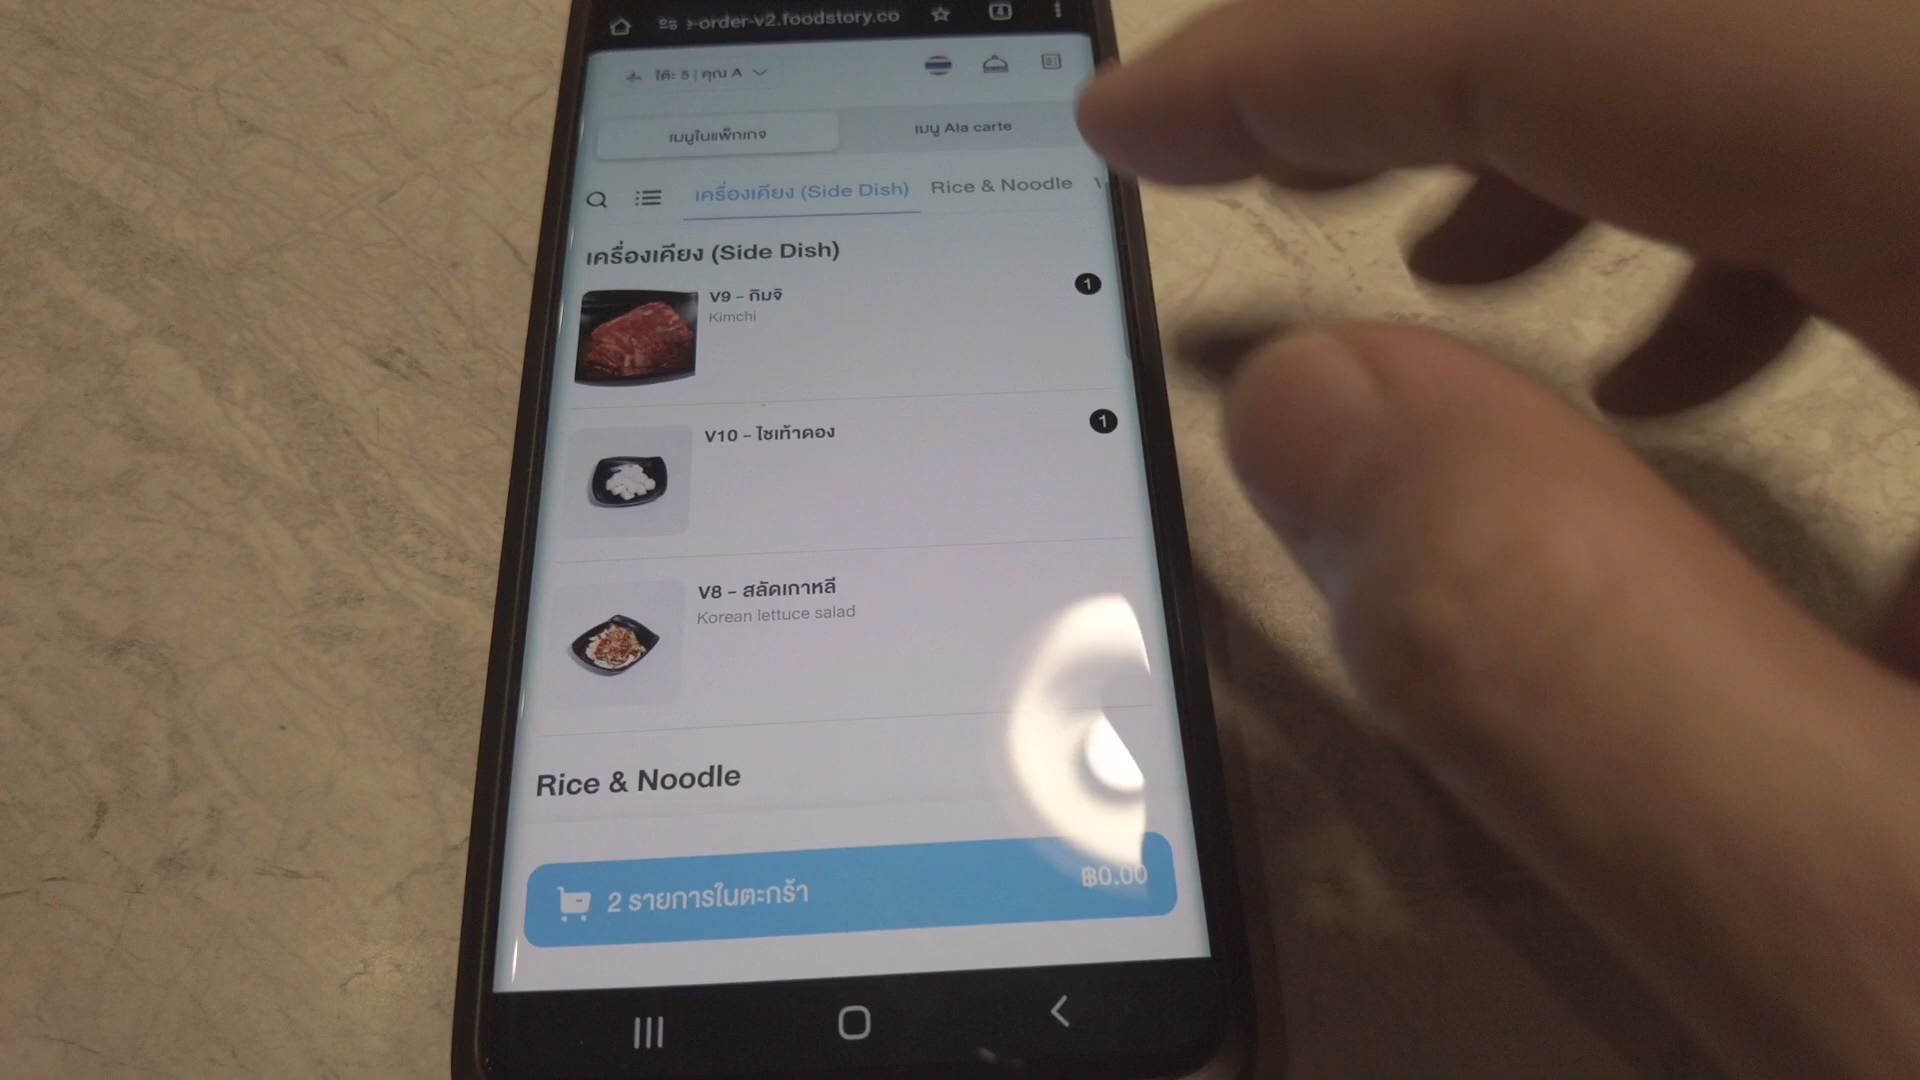 -order-v2.foodstory.co
4
โต๊ะ 5 | คุณ A
เมนูในแพ็กเกจ
เมนู Ala carte
เครื่องเคียง (Side Dish)
Rice & Noodle
เครื่องเคียง (Side Dish)
V9 - กิมจิ
1
Kimchi
V10 - ไชเท้าดอง
1
V8 - สลัดเกาหลี
Korean lettuce salad
Rice & Noodle
2 รายการในตะกร้า
฿0.00